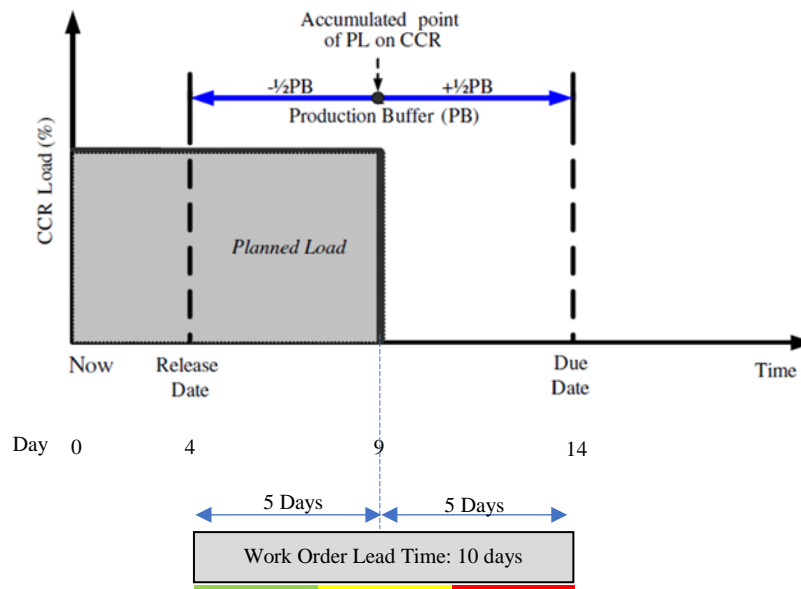 Accumulated point
of PL on CCR
-½PB
+½PB
Production Buffer (PB)
CCR Load (%)
Planned Load
Now
Release
Date
Due
Date
Time
Day 0 4 9 14
5 Days 5 Days
Work Order Lead Time: 10 days